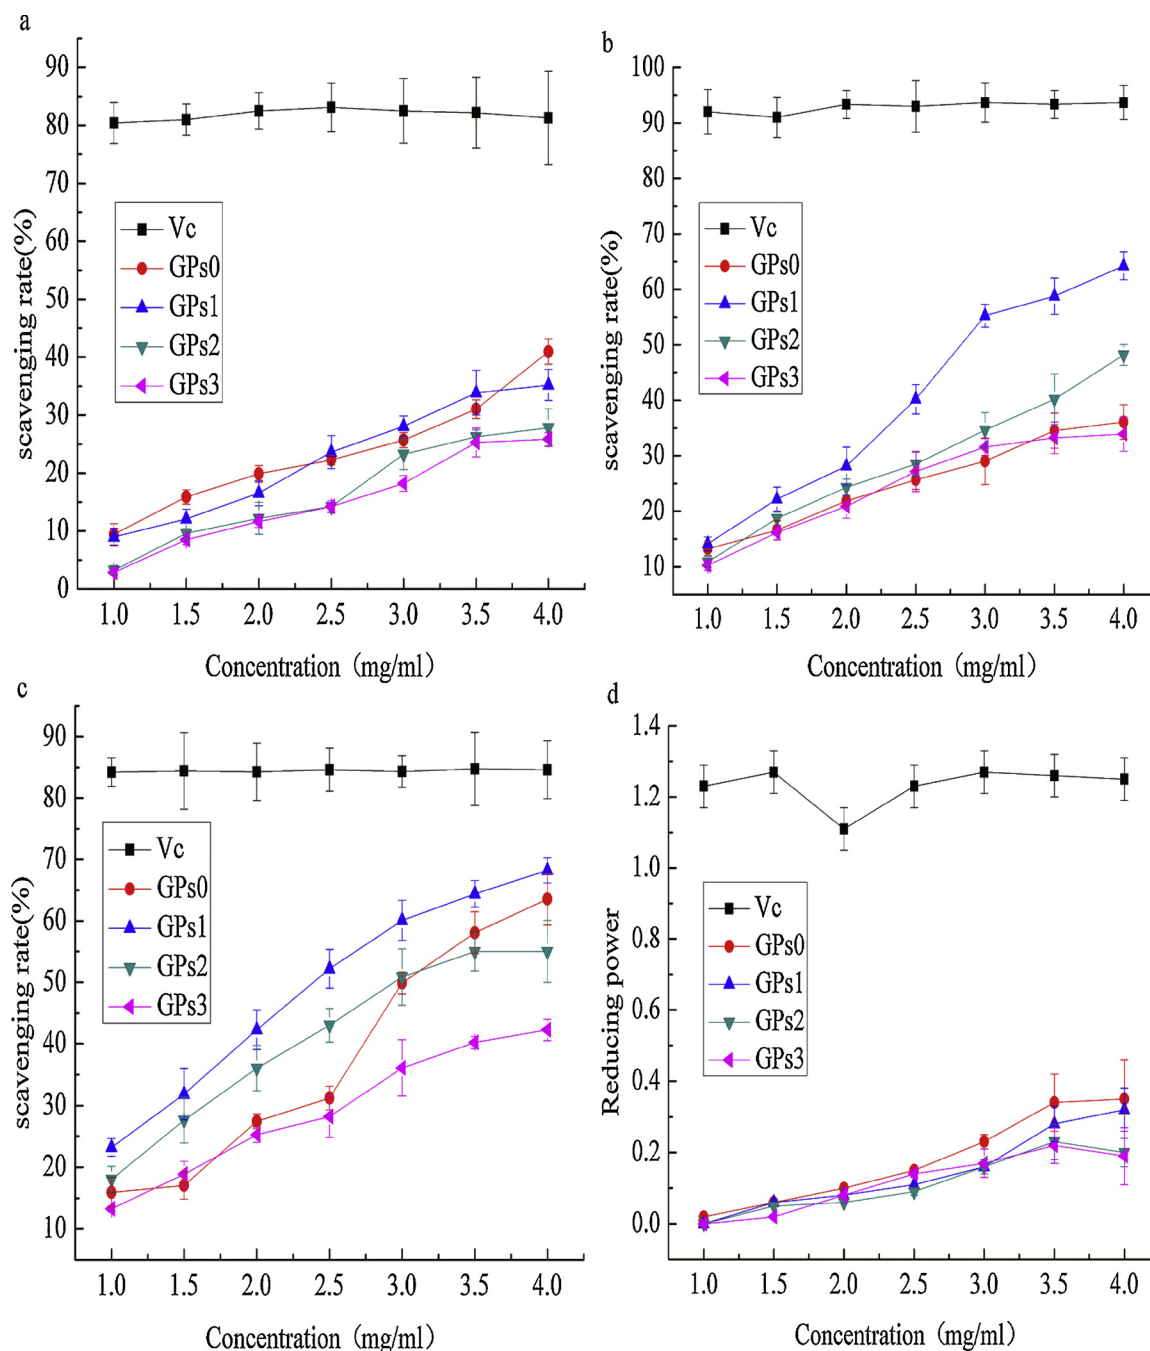 a
scavenging rate(%)
90
80
70
60
50
40
30
20
10
0
Vc
GPs0
GPs1
GPs2
GPs3
1.0 1.5 2.0 2.5 3.0 3.5 4.0
Concentration (mg/ml)
b
scavenging rate(%)
100
90
80
70
60
50
40
30
20
10
Vc
GPs0
GPs1
GPs2
GPs3
1.0 1.5 2.0 2.5 3.0 3.5 4.0
Concentration (mg/ml)
c
scavenging rate(%)
90
80
70
60
50
40
30
20
10
Vc
GPs0
GPs1
GPs2
GPs3
1.0 1.5 2.0 2.5 3.0 3.5 4.0
Concentration (mg/ml)
d
Reducing power
1.4
1.2
1.0
0.8
0.6
0.4
0.2
0.0
Vc
GPs0
GPs1
GPs2
GPs3
1.0 1.5 2.0 2.5 3.0 3.5 4.0
Concentration (mg/ml)